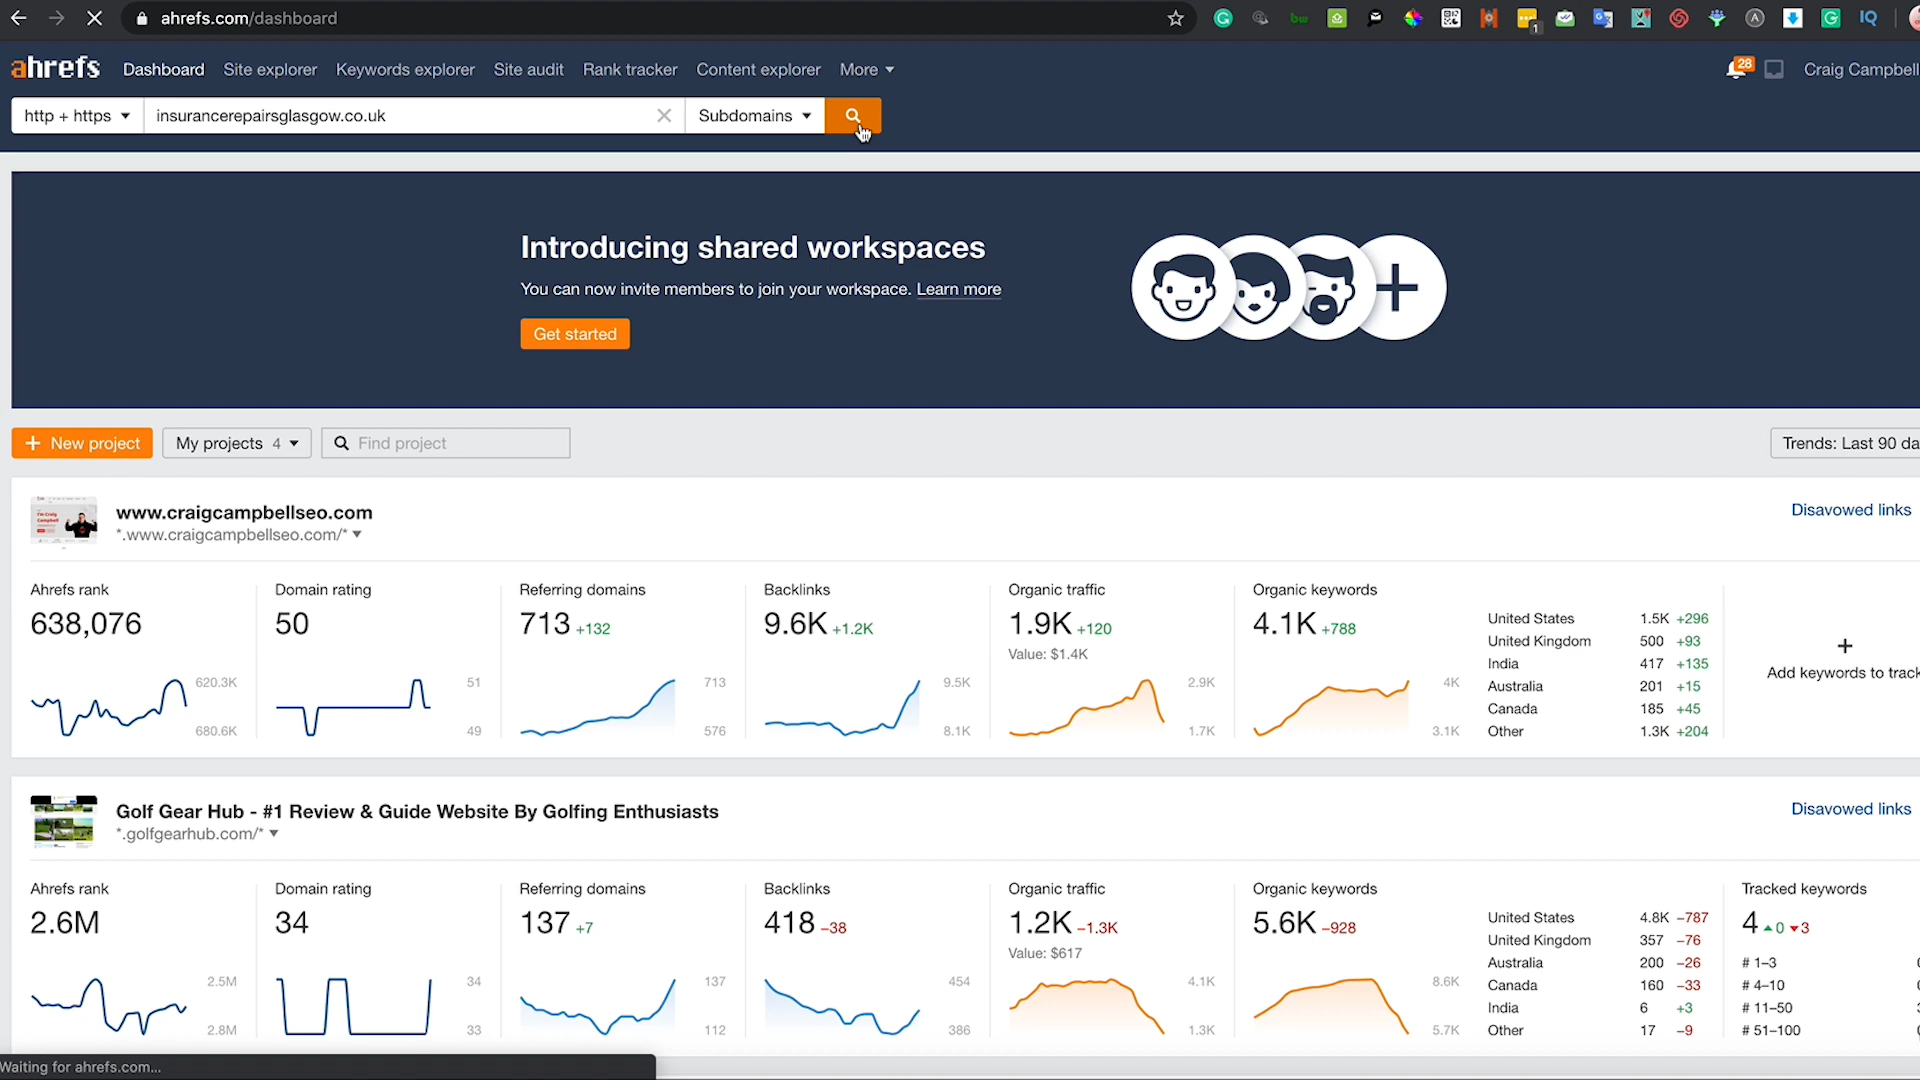 ahrefs.com/dashboard
1
ahrefs Dashboard Site explorer Keywords explorer Site audit Rank tracker Content explorer More 28 Craig Campbell
http + https insurancerepairsglasgow.co.uk Subdomains
Introducing shared workspaces
You can now invite members to join your workspace. Learn more
Get started
+ New project My projects 4 Find project Trends: Last 90 da
www.craigcampbellseo.com Disavowed links
*.www.craigcampbellseo.com/*
Ahrefs rank Domain rating Referring domains Backlinks Organic traffic Organic keywords
638,076 50 713 +132 9.6K +1.2K 1.9K +120 4.1K +788
Value: $1.4K
United States 1.5K +296
United Kingdom 500 +93
India 417 +135
Australia 201 +15
Canada 185 +45
Other 1.3K +204
+
Add keywords to track
620.3K 51 713 9.5K 2.9K 4K
680.6K 49 576 8.1K 1.7K 3.1K
Golf Gear Hub - #1 Review & Guide Website By Golfing Enthusiasts Disavowed links
*.golfgearhub.com/*
Ahrefs rank Domain rating Referring domains Backlinks Organic traffic Organic keywords Tracked keywords
2.6M 34 137 +7 418 –38 1.2K –1.3K 5.6K –928 4 0 3
Value: $617
United States 4.8K –787
United Kingdom 357 –76
Australia 200 –26
Canada 160 –33
India 6 +3
Other 17 –9
# 1–3
# 4–10
# 11–50
# 51–100
2.5M 34 137 454 4.1K 8.6K
2.8M 33 112 386 1.3K 5.7K
Waiting for ahrefs.com...